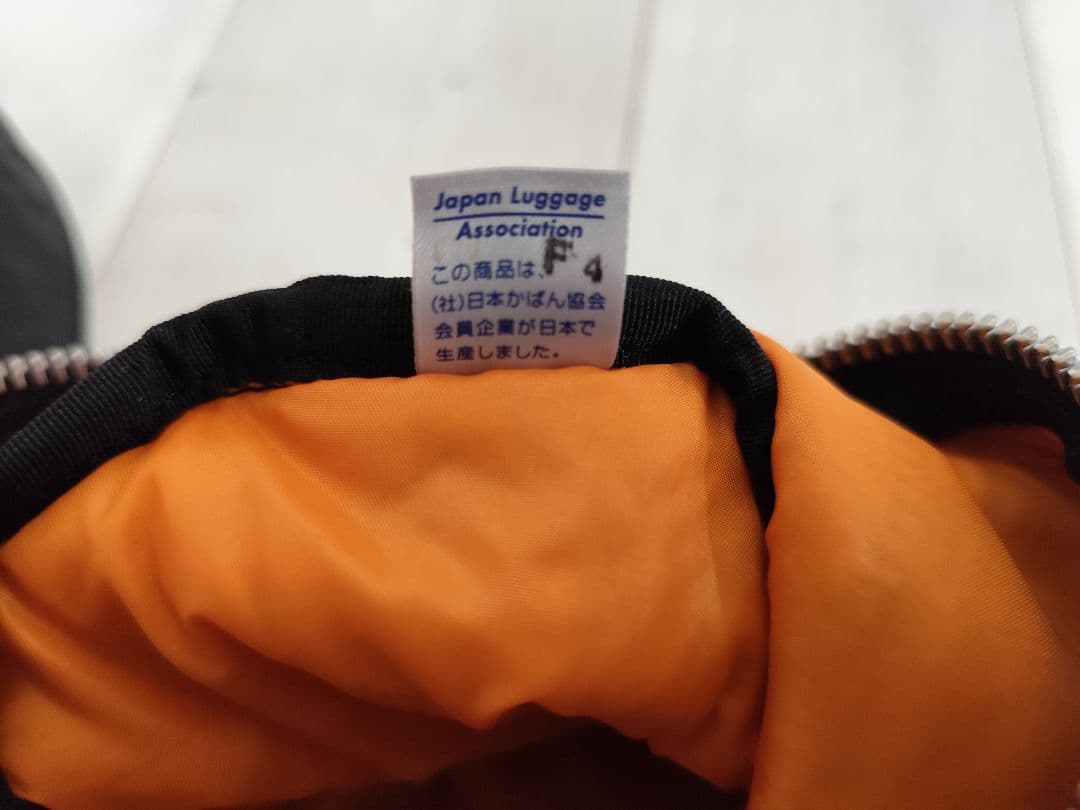 Japan Luggage
Association
F 4
この商品は、
(社)日本かばん協会
会員企業が日本で
生産しました。